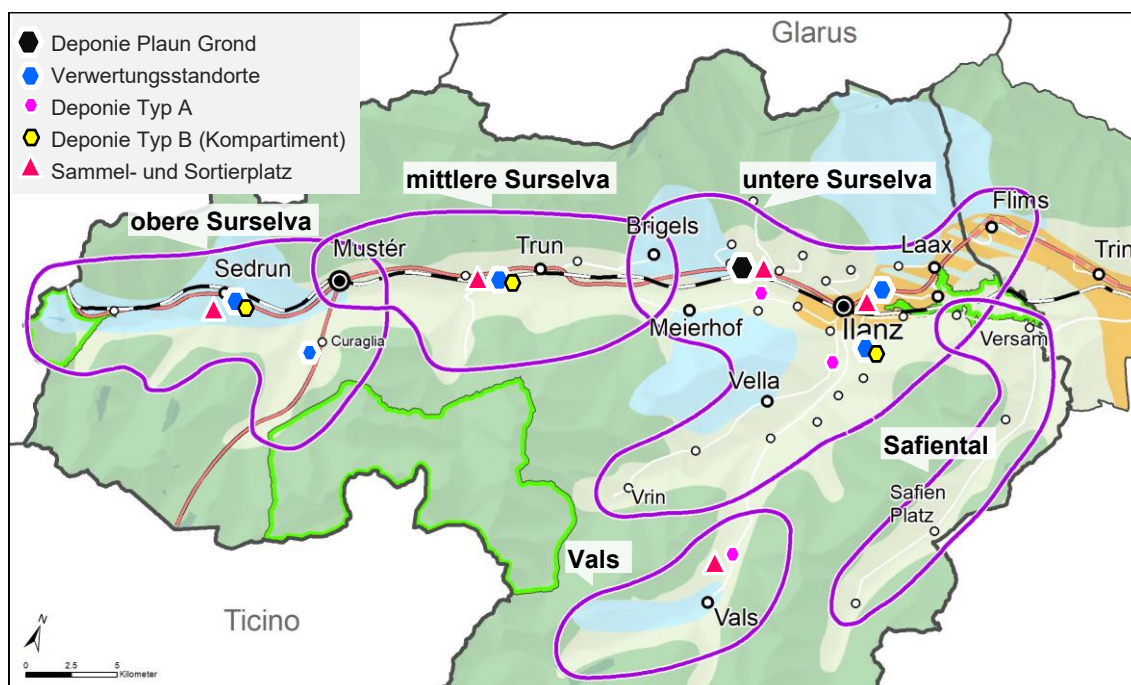 Deponie Plaun Grond
Verwertungsstandorte
Deponie Typ A
Deponie Typ B (Kompartiment)
Sammel- und Sortierplatz
Glarus
obere Surselva
mittlere Surselva
untere Surselva
Flims
Brigels
Laax
Mustér
Trun
Trin
Sedrun
Meierhof
Ilanz
Versam
Curaglia
Vella
Safiental
Vrin
Safien
Platz
Vals
Vals
Ticino
N
0 2.5 5
Kilometer